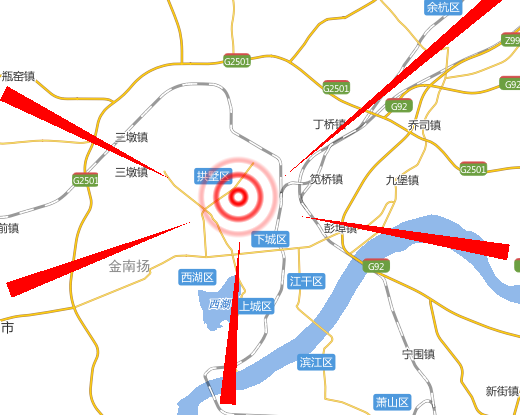 余杭区
Z99
G2501
瓶窑镇
G2501
G92
G92
三墩镇
丁桥镇
乔司镇
三墩镇
拱墅区
G2501
G2501
笕桥镇
九堡镇
前镇
彭埠镇
下城区
金南扬
G92
西湖区
江干区
西湖
上城区
市
宁围镇
滨江区
萧山区
新街镇